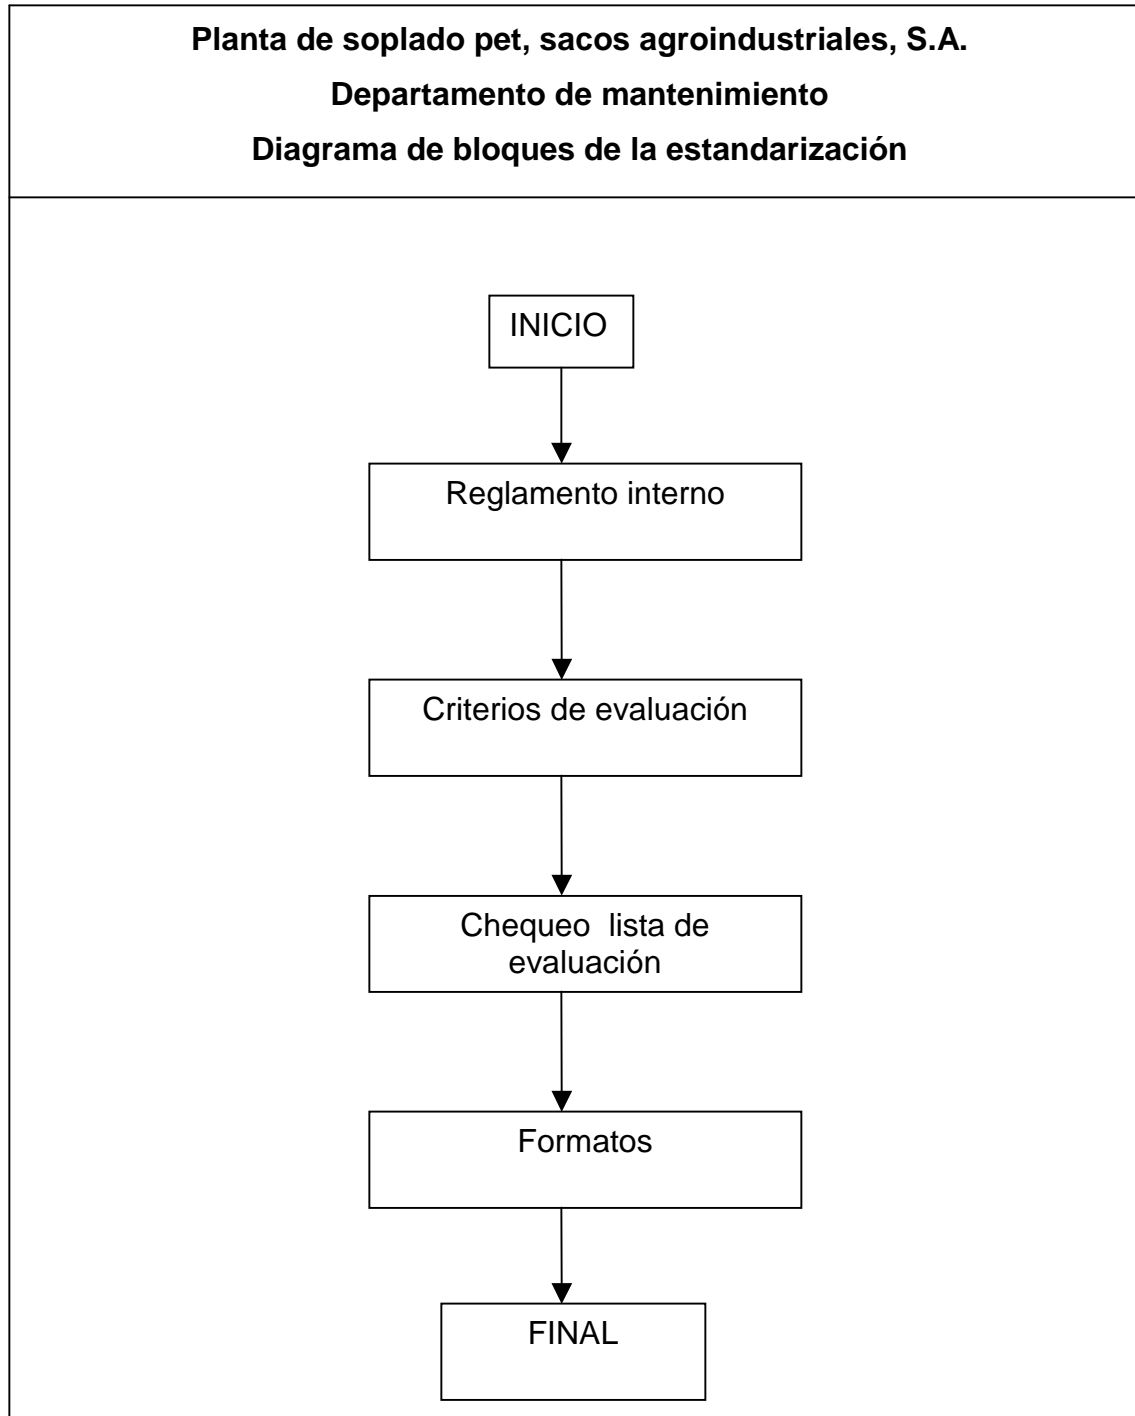 Planta de soplado pet, sacos agroindustriales, S.A.
Departamento de mantenimiento
Diagrama de bloques de la estandarización
INICIO
Reglamento interno
Criterios de evaluación
Chequeo  lista de
evaluación
Formatos
FINAL